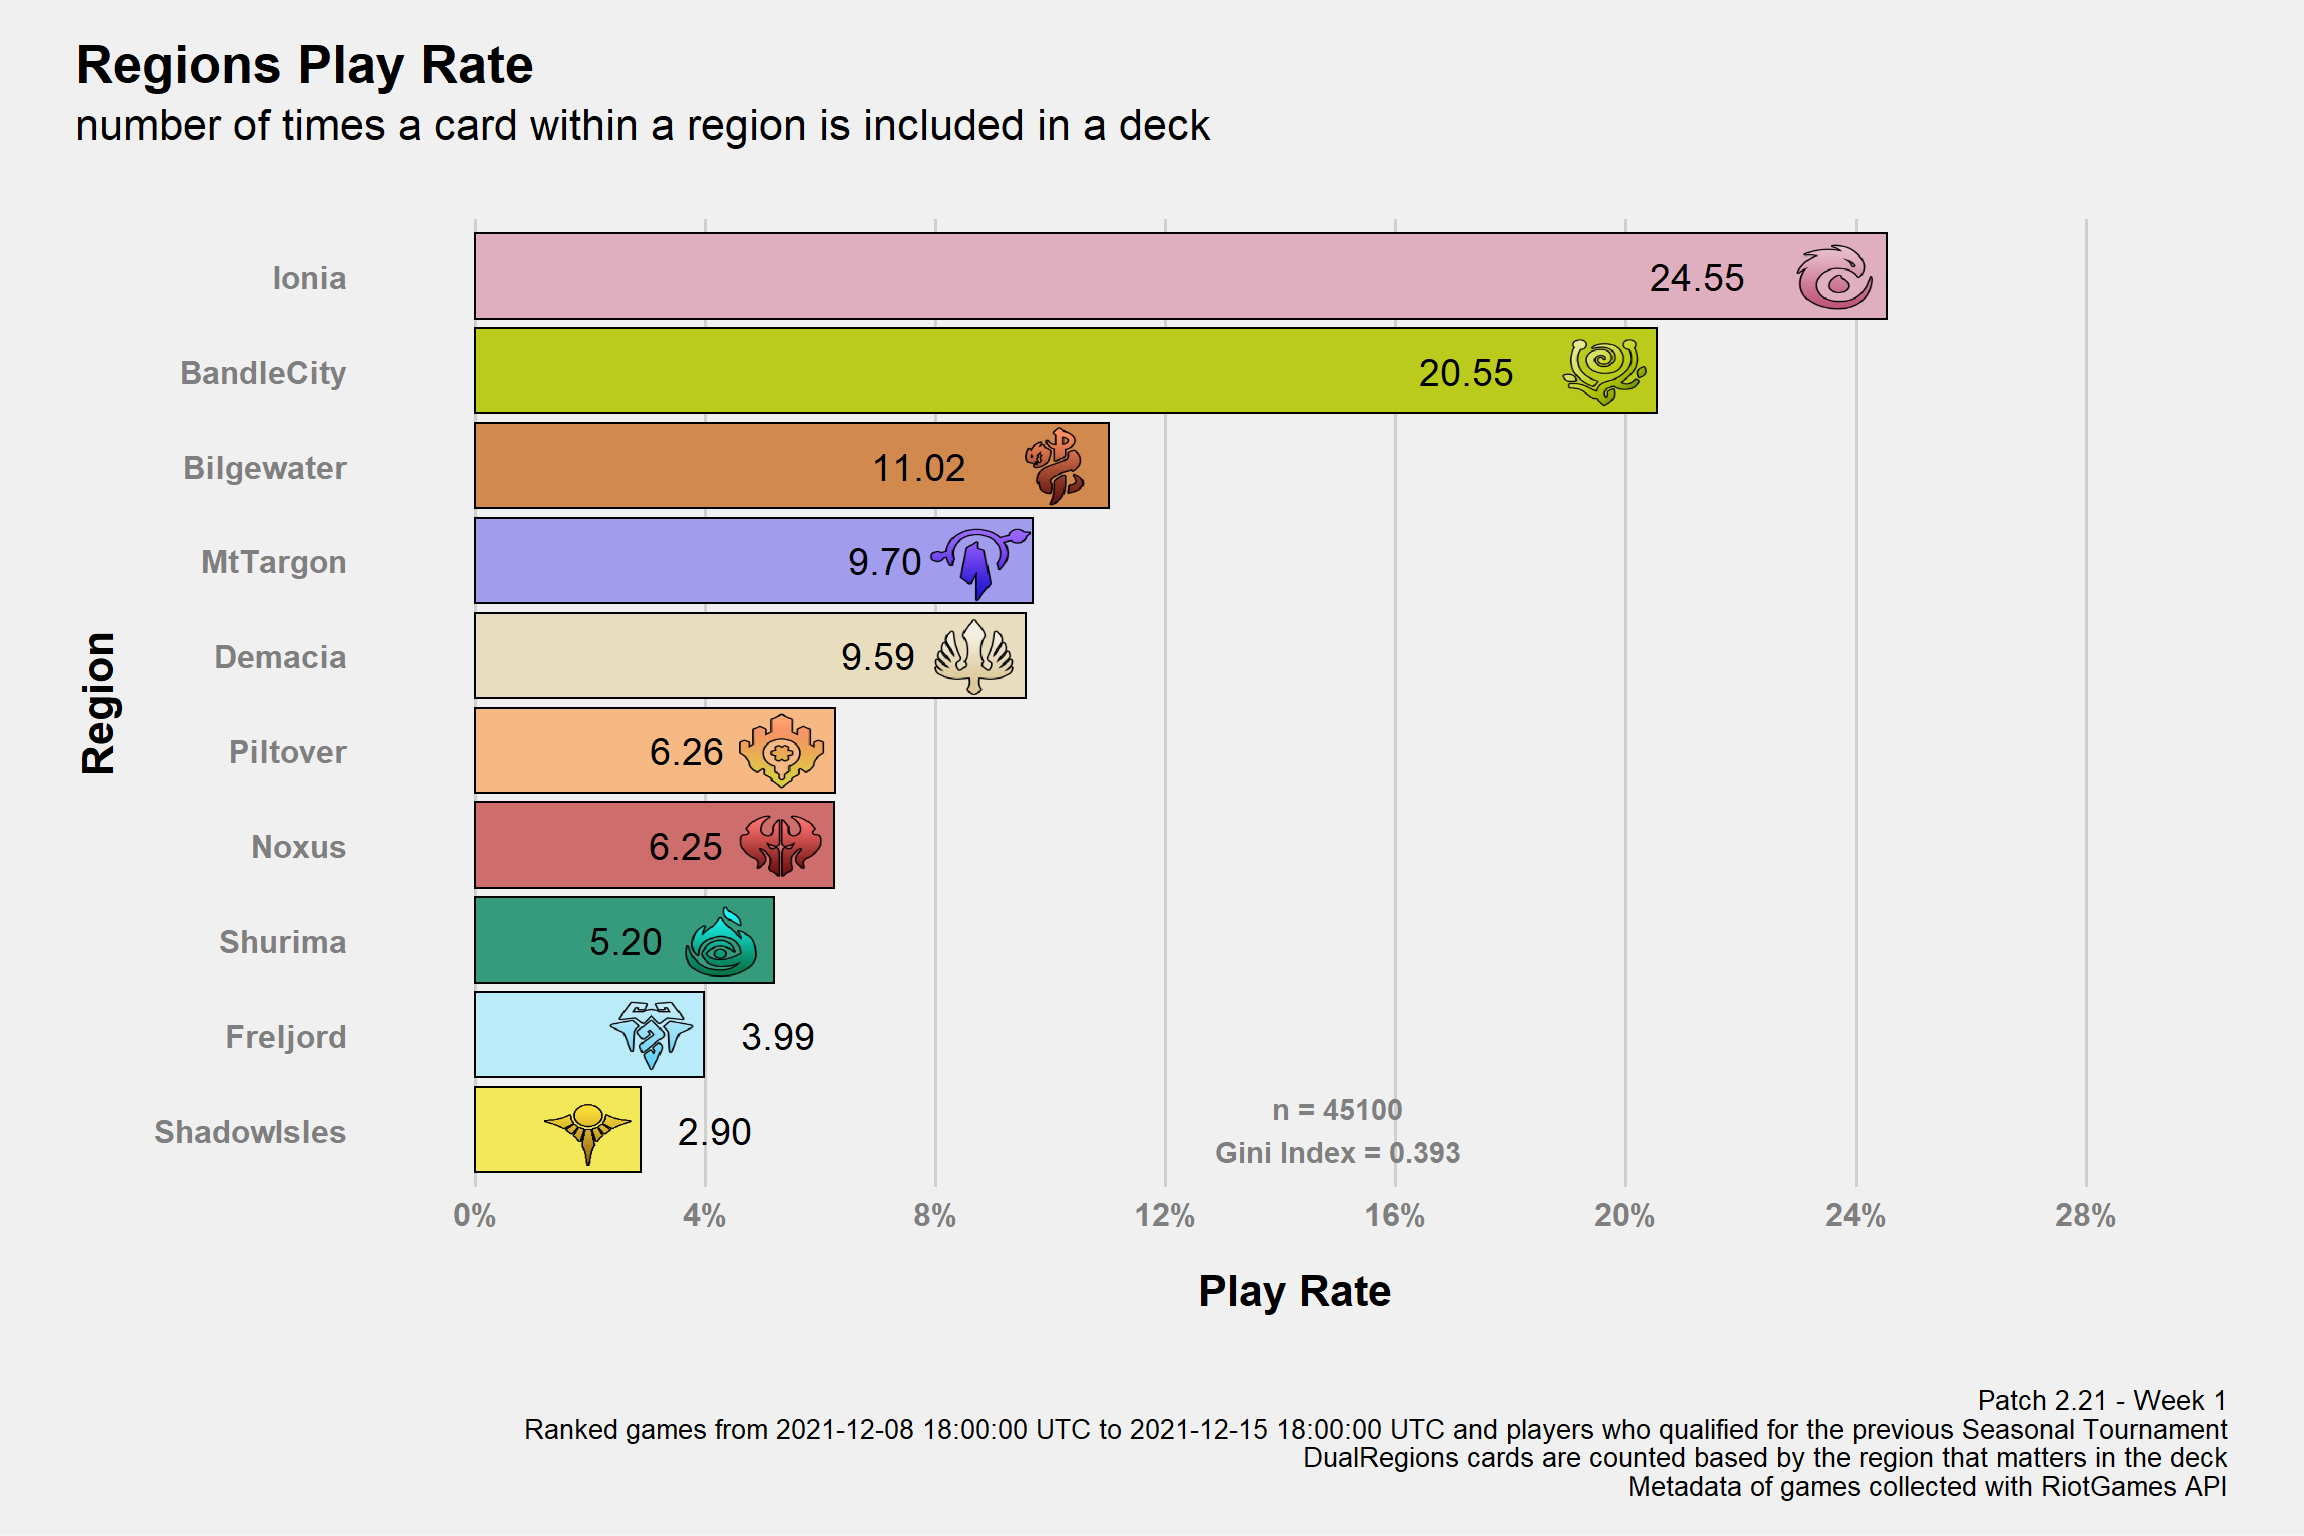 Regions Play Rate
number of times a card within a region is included in a deck
Ionia
24.55
BandleCity
20.55
Bilgewater
11.02
MtTargon
9.70
Demacia
9.59
Region
Piltover
6.26
Noxus
6.25
Shurima
5.20
Freljord
3.99
ShadowIsles
2.90
n = 45100
Gini Index = 0.393
0% 4% 8% 12% 16% 20% 24% 28%
Play Rate
Patch 2.21 - Week 1
Ranked games from 2021-12-08 18:00:00 UTC to 2021-12-15 18:00:00 UTC and players who qualified for the previous Seasonal Tournament
DualRegions cards are counted based by the region that matters in the deck
Metadata of games collected with RiotGames API